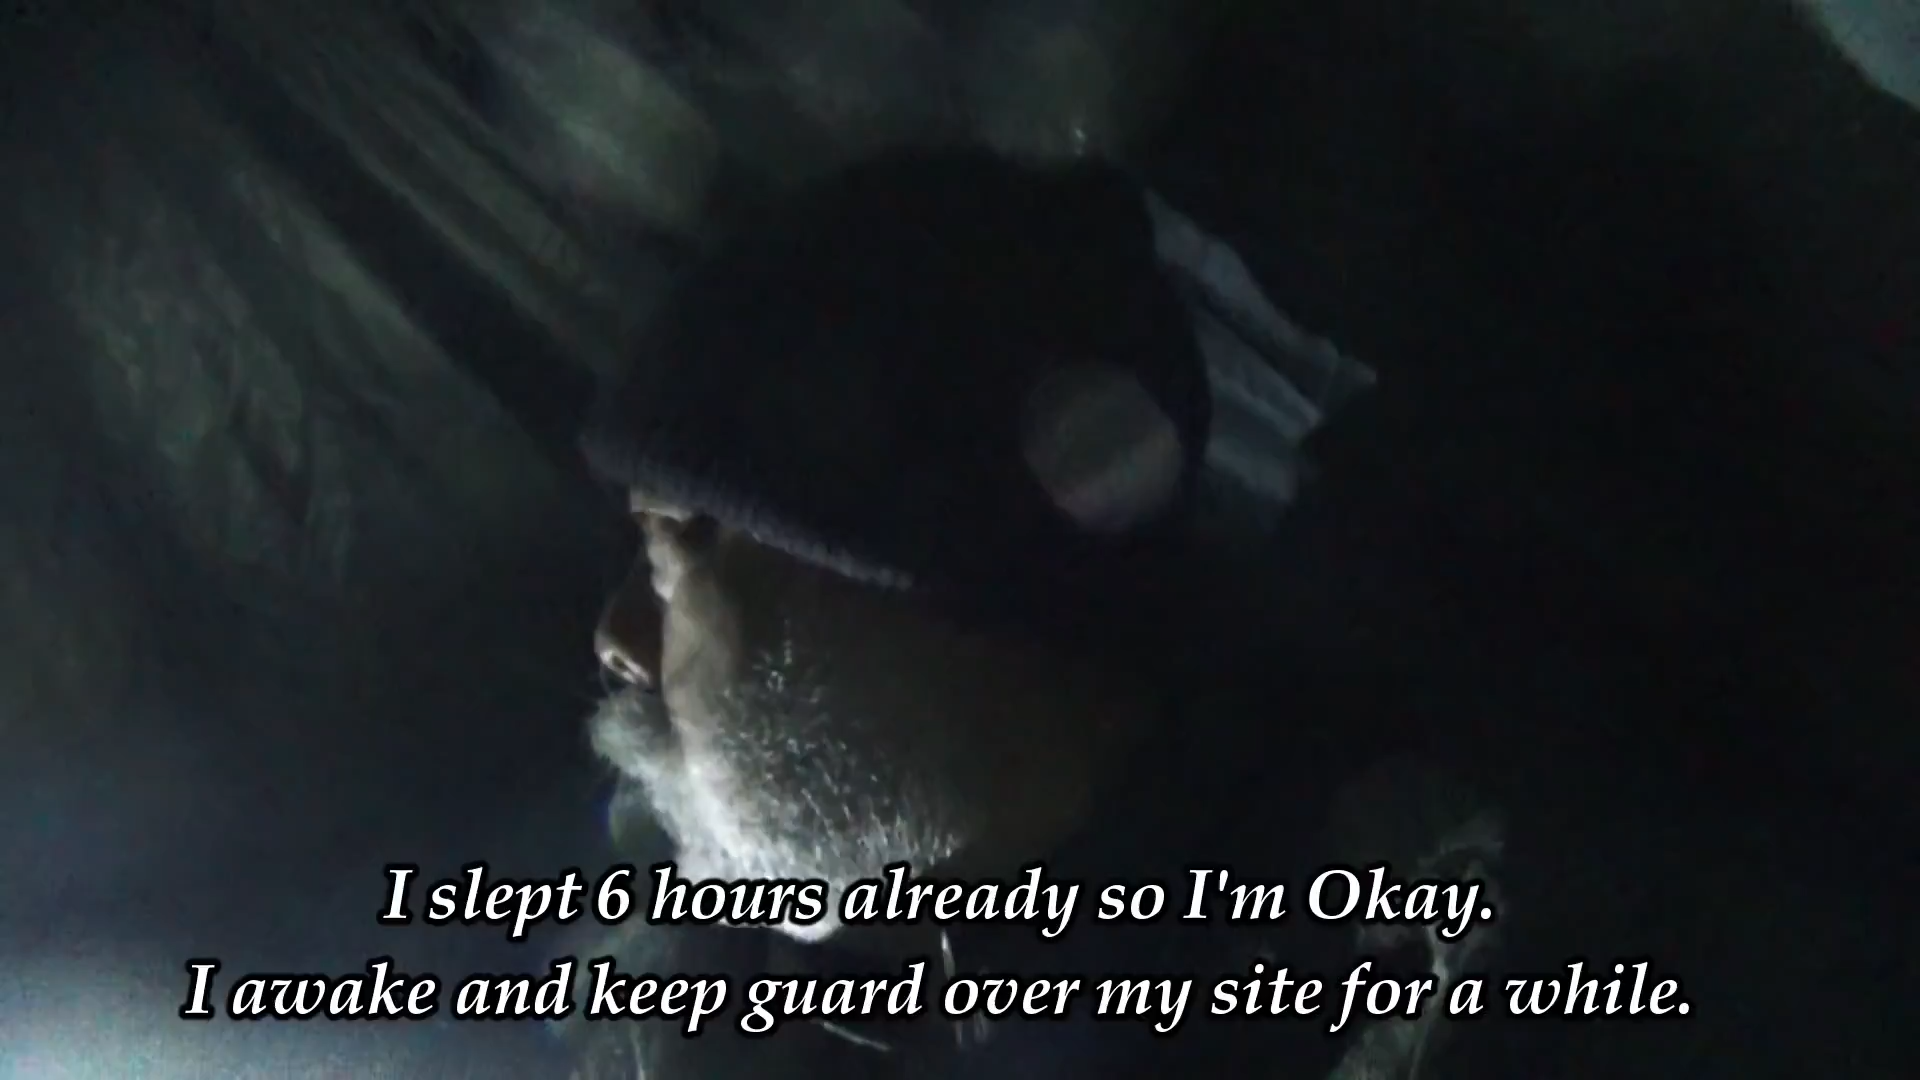 I slept 6 hours already so I'm Okay.
I awake and keep guard over my site for a while.